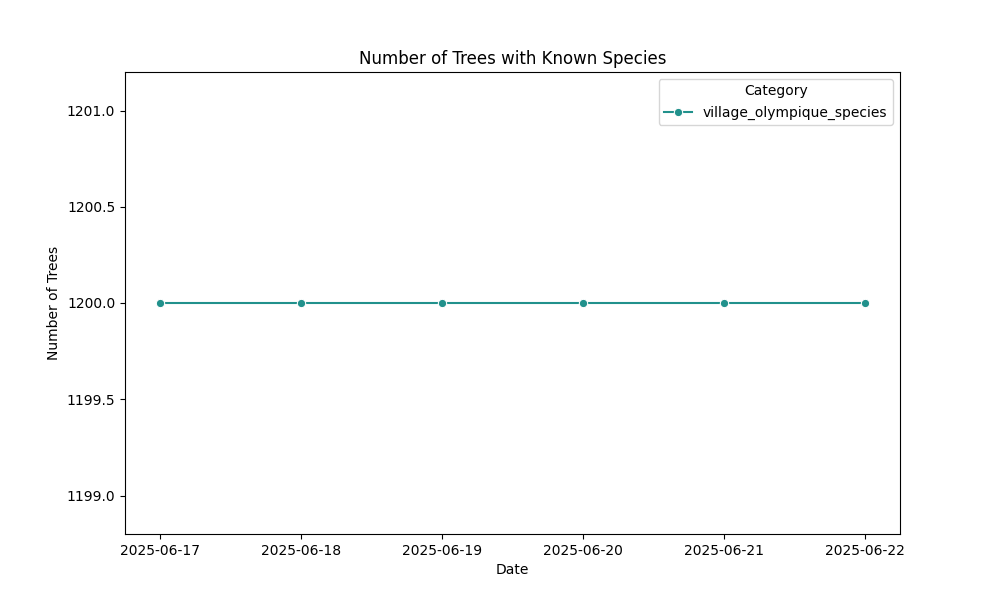 Number of Trees with Known Species
Category
village_olympique_species
1201.0
1200.5
1200.0
1199.5
1199.0
Number of Trees
2025-06-17
2025-06-18
2025-06-19
2025-06-20
2025-06-21
2025-06-22
Date